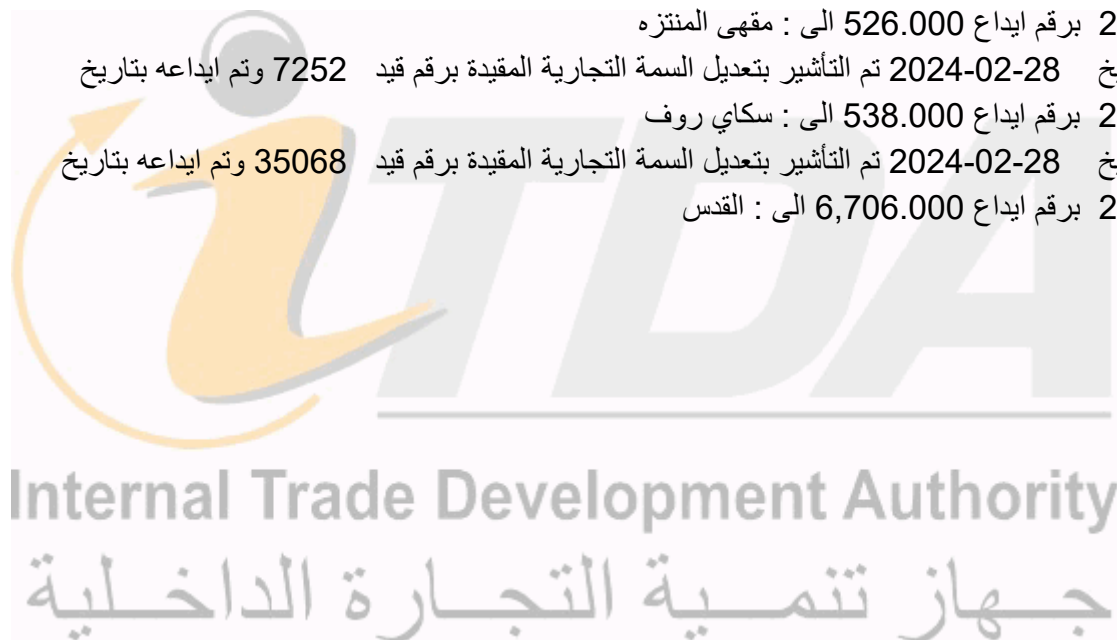 2 برقم ايداع 526.000 الى : مقهى المنتزه
يخ 28-02-2024 تم التأشير بتعديل السمة التجارية المقيدة برقم قيد 7252 وتم ايداعه بتاريخ
2 برقم ايداع 538.000 الى : سكاي روف
يخ 28-02-2024 تم التأشير بتعديل السمة التجارية المقيدة برقم قيد 35068 وتم ايداعه بتاريخ
2 برقم ايداع 6,706.000 الى : القدس
iTDA
Internal Trade Development Authority
جهاز تنمية التجارة الداخلية